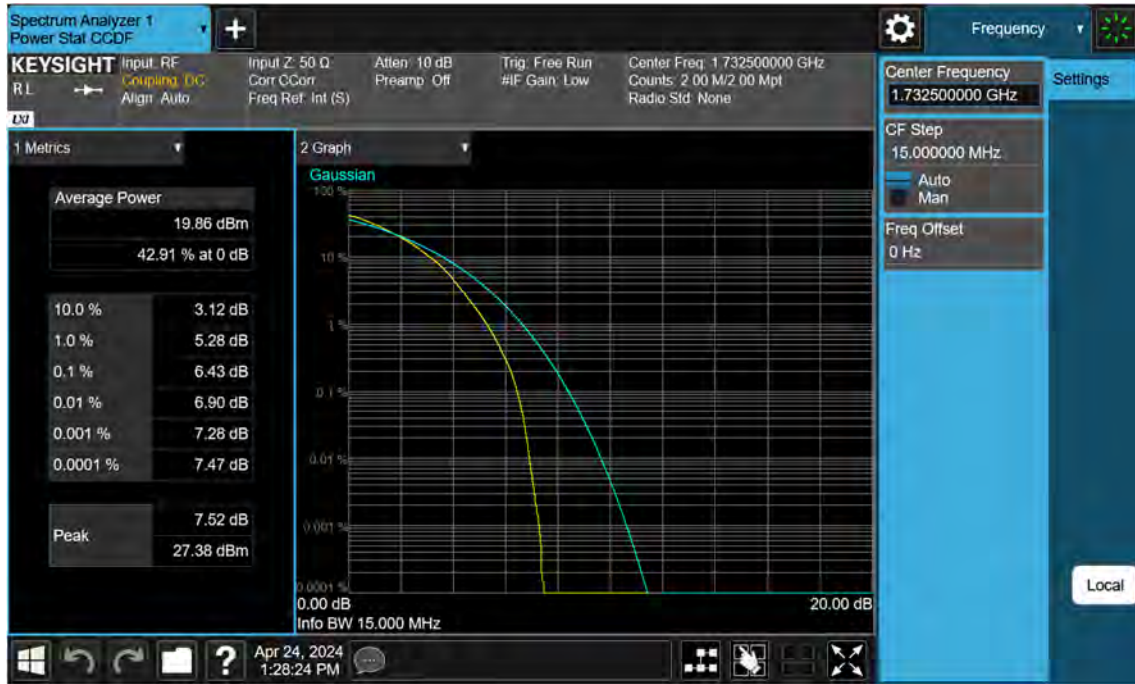 Spectrum Analyzer 1
Power Stat CCDF
+
Frequency
KEYSIGHT
RL
LXI
Input: RF
Coupling: DC
Align: Auto
Input Z: 50 Ω
Corr CCorr
Freq Ref: Int (S)
Atten: 10 dB
Preamp: Off
Trig: Free Run
#IF Gain: Low
Center Freq: 1.732500000 GHz
Counts: 2.00 M/2.00 Mpt
Radio Std: None
Center Frequency
1.732500000 GHz
Settings
CF Step
15.000000 MHz
Auto
Man
Freq Offset
0 Hz
Local
1 Metrics
Average Power
19.86 dBm
42.91 % at 0 dB
10.0 % 3.12 dB
1.0 % 5.28 dB
0.1 % 6.43 dB
0.01 % 6.90 dB
0.001 % 7.28 dB
0.0001 % 7.47 dB
Peak
7.52 dB
27.38 dBm
2 Graph
Gaussian
100 %
10 %
1 %
0.1 %
0.01 %
0.001 %
0.0001 %
0.00 dB 20.00 dB
Info BW 15.000 MHz
?
Apr 24, 2024
1:28:24 PM